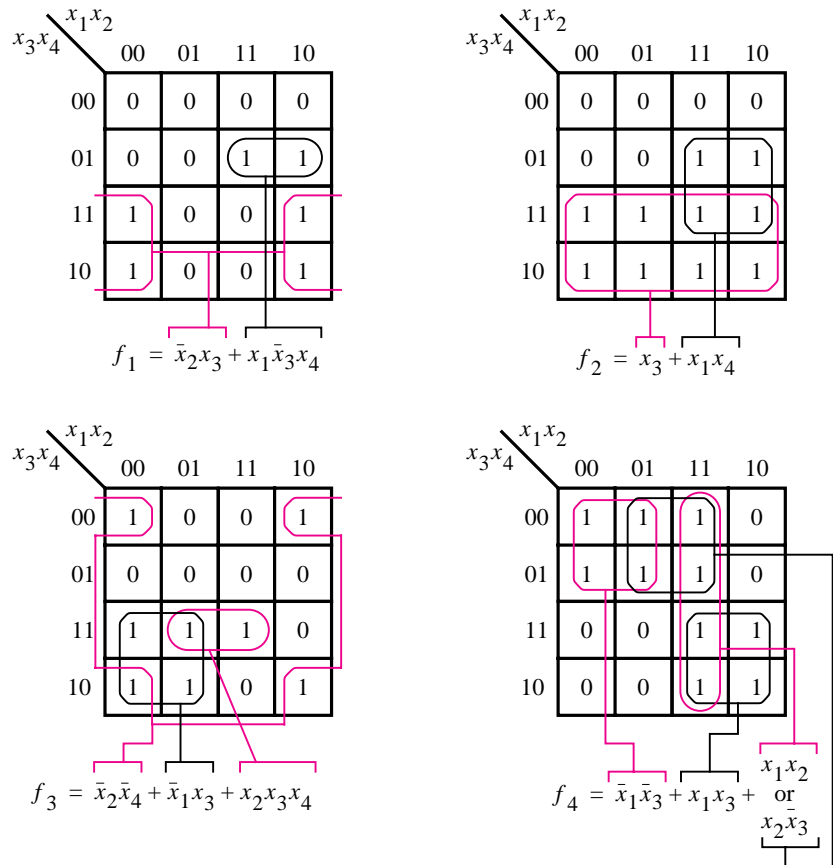 x₁x₂
x₃x₄
00 01 11 10
00 0 0 0 0
01 0 0 1 1
11 1 0 0 1
10 1 0 0 1
f₁ = x̄₂x₃ + x₁x̄₃x₄
x₁x₂
x₃x₄
00 01 11 10
00 0 0 0 0
01 0 0 1 1
11 1 1 1 1
10 1 1 1 1
f₂ = x₃ + x₁x₄
x₁x₂
x₃x₄
00 01 11 10
00 1 0 0 1
01 0 0 0 0
11 1 1 1 0
10 1 1 0 1
f₃ = x̄₂x̄₄ + x̄₁x₃ + x₂x₃x₄
x₁x₂
x₃x₄
00 01 11 10
00 1 1 1 0
01 1 1 1 0
11 0 0 1 1
10 0 0 1 1
x₁x₂
f₄ = x̄₁x̄₃ + x₁x₃ + or
x₂x̄₃